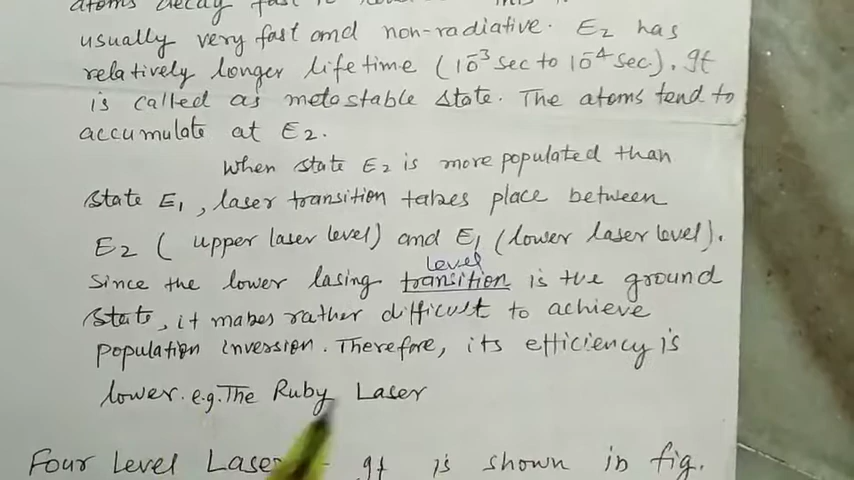 atoms decay fast to
usually very fast and non-radiative. E₂ has
relatively longer lifetime (10⁻³ sec to 10⁻⁴ sec). It
is called as metastable state. The atoms tend to
accumulate at E₂.
When state E₂ is more populated than
state E₁, laser transition takes place between
E₂ (upper laser level) and E₁ (lower laser level).
level
Since the lower lasing transition is the ground
state, it makes rather difficult to achieve
population inversion. Therefore, its efficiency is
lower. e.g. The Ruby Laser
Four Level Laser - It is shown in fig.